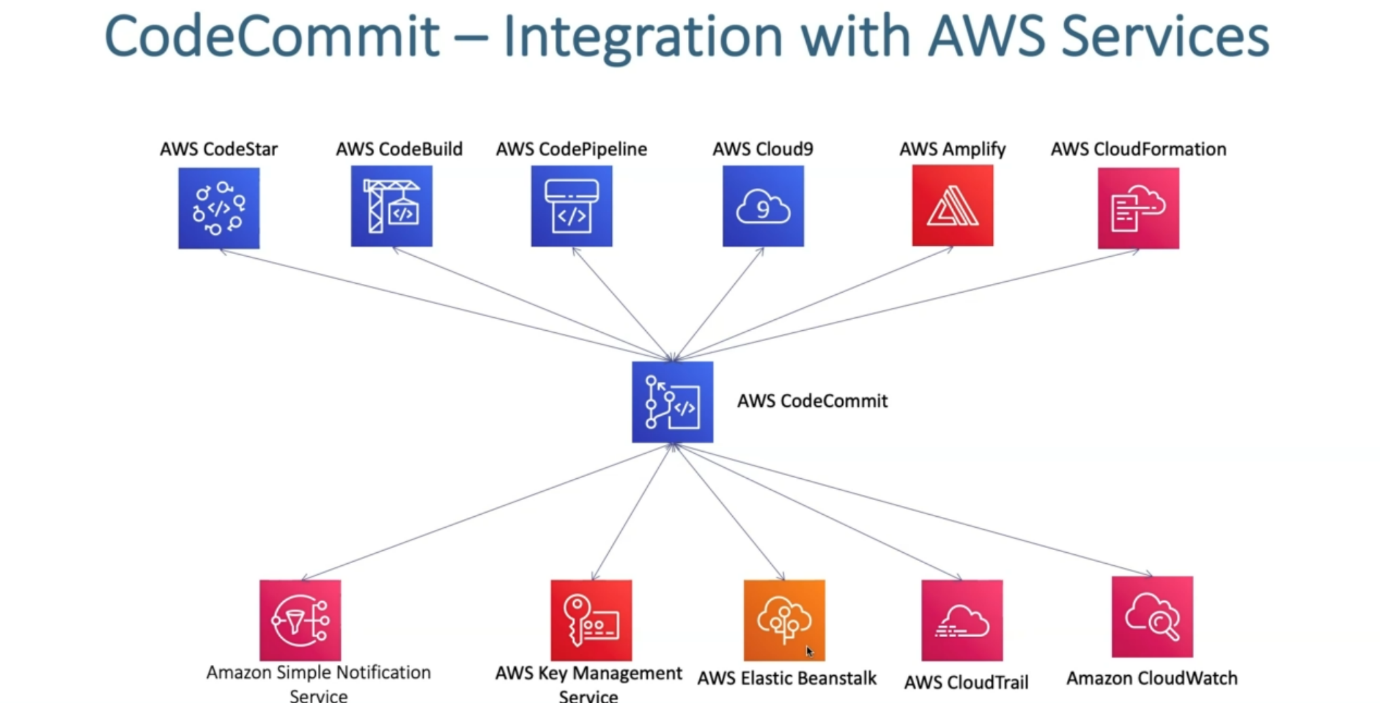 CodeCommit – Integration with AWS Services
AWS CodeStar
AWS CodeBuild
AWS CodePipeline
AWS Cloud9
AWS Amplify
AWS CloudFormation
</>
</>
</>
9
AWS CodeCommit
</>
Amazon Simple Notification
Service
AWS Key Management
Service
AWS Elastic Beanstalk
AWS CloudTrail
Amazon CloudWatch